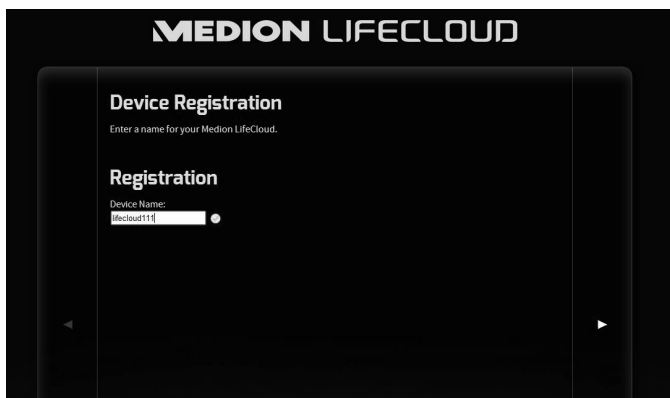 MEDION LIFECLOUD
Device Registration
Enter a name for your Medion LifeCloud.
Registration
Device Name:
lifecloud111